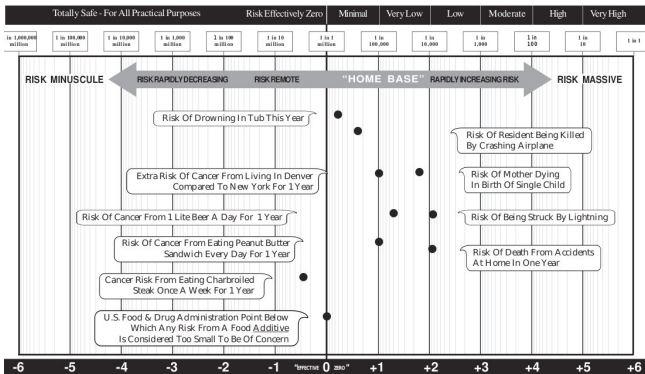 Totally Safe - For All Practical Purposes Risk Effectively Zero Minimal Very Low Low Moderate High Very High
in 1,000,000 million
1 in 100,000 million
1 in 10,000 million
1 in 1,000 million
1 in 100 million
1 in 10 million
1 in 1 million
1 in 100,000
1 in 10,000
1 in 1,000
1 in 100
1 in 10
1 in 1
RISK MINUSCULE RISK RAPIDLY DECREASING RISK REMOTE "HOME BASE" RAPIDLY INCREASING RISK RISK MASSIVE
Risk Of Drowning In Tub This Year
Risk Of Resident Being Killed
By Crashing Airplane
Extra Risk Of Cancer From Living In Denver
Compared To New York For 1 Year
Risk Of Mother Dying
In Birth Of Single Child
Risk Of Cancer From 1 Lite Beer A Day For 1 Year
Risk Of Being Struck By Lightning
Risk Of Cancer From Eating Peanut Butter
Sandwich Every Day For 1 Year
Risk Of Death From Accidents
At Home In One Year
Cancer Risk From Eating Charbroiled
Steak Once A Week For 1 Year
U.S. Food & Drug Administration Point Below
Which Any Risk From A Food Additive
Is Considered Too Small To Be Of Concern
-6 -5 -4 -3 -2 -1 "EFFECTIVE 0 ZERO" +1 +2 +3 +4 +5 +6